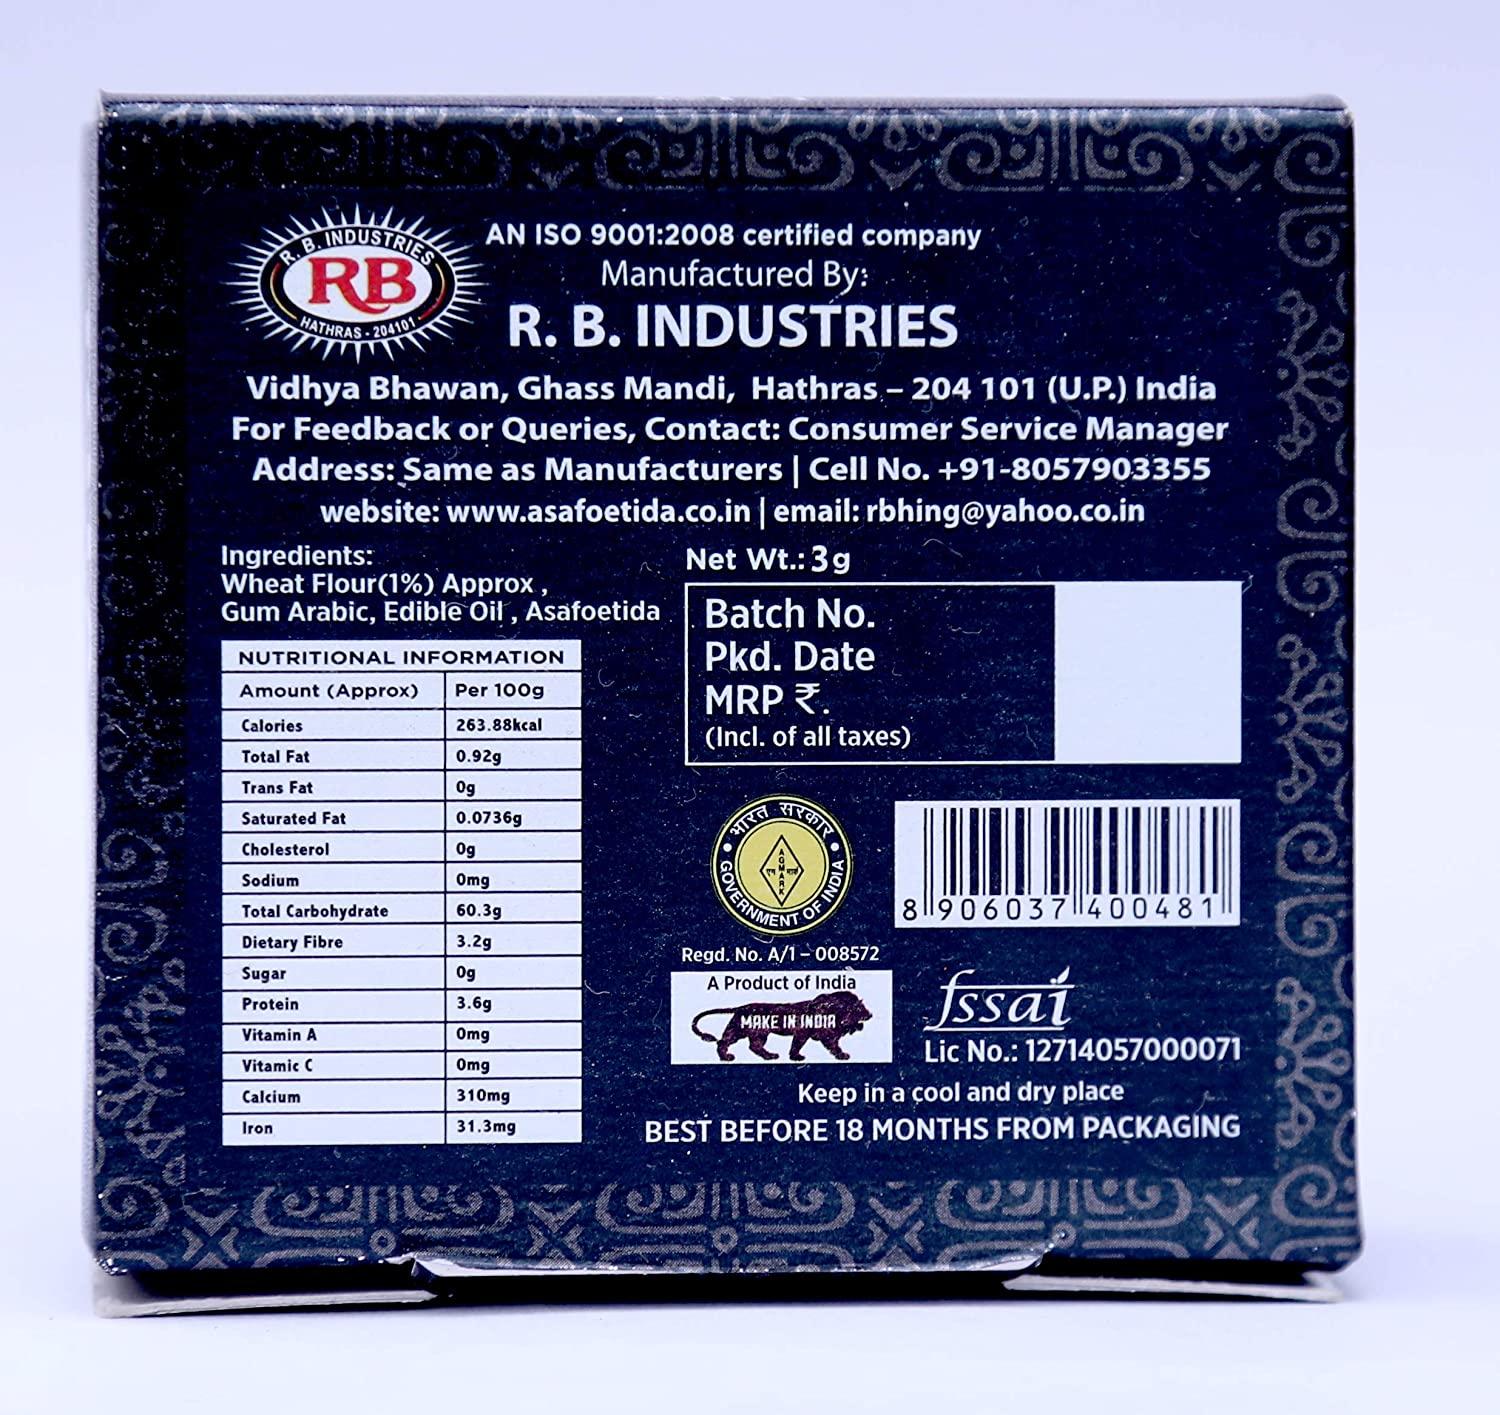 R. B. INDUSTRIES
RB
HATHRAS - 204101
AN ISO 9001:2008 certified company
Manufactured By:
R. B. INDUSTRIES
Vidhya Bhawan, Ghass Mandi, Hathras – 204 101 (U.P.) India
For Feedback or Queries, Contact: Consumer Service Manager
Address: Same as Manufacturers | Cell No. +91-8057903355
website: www.asafoetida.co.in | email: rbhing@yahoo.co.in
Ingredients:
Wheat Flour(1%) Approx ,
Gum Arabic, Edible Oil , Asafoetida
NUTRITIONAL INFORMATION
Amount (Approx) Per 100g
Calories 263.88kcal
Total Fat 0.92g
Trans Fat 0g
Saturated Fat 0.0736g
Cholesterol 0g
Sodium 0mg
Total Carbohydrate 60.3g
Dietary Fibre 3.2g
Sugar 0g
Protein 3.6g
Vitamin A 0mg
Vitamic C 0mg
Calcium 310mg
Iron 31.3mg
Net Wt.: 3g
Batch No.
Pkd. Date
MRP ₹.
(Incl. of all taxes)
भारत सरकार
AGMARK
एग मार्क
GOVERNMENT OF INDIA
Regd. No. A/1 – 008572
8 906037 400481
A Product of India
MAKE IN INDIA
fssai
Lic No.: 12714057000071
Keep in a cool and dry place
BEST BEFORE 18 MONTHS FROM PACKAGING